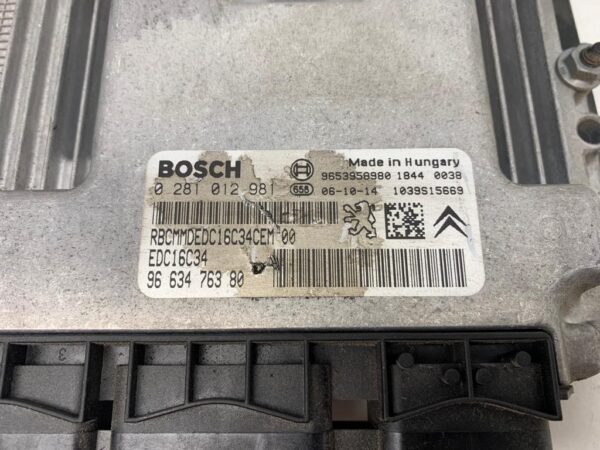 BOSCH
Made in Hungary
9653958980 1844 0038
0 281 012 981
658 06-10-14 1039S15669
RBCMMDEDC16C34CEM-00
EDC16C34
96 634 763 80
3